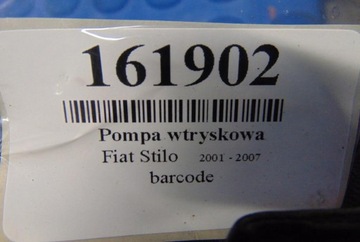 161902
Pompa wtryskowa
Fiat Stilo 2001 - 2007
barcode